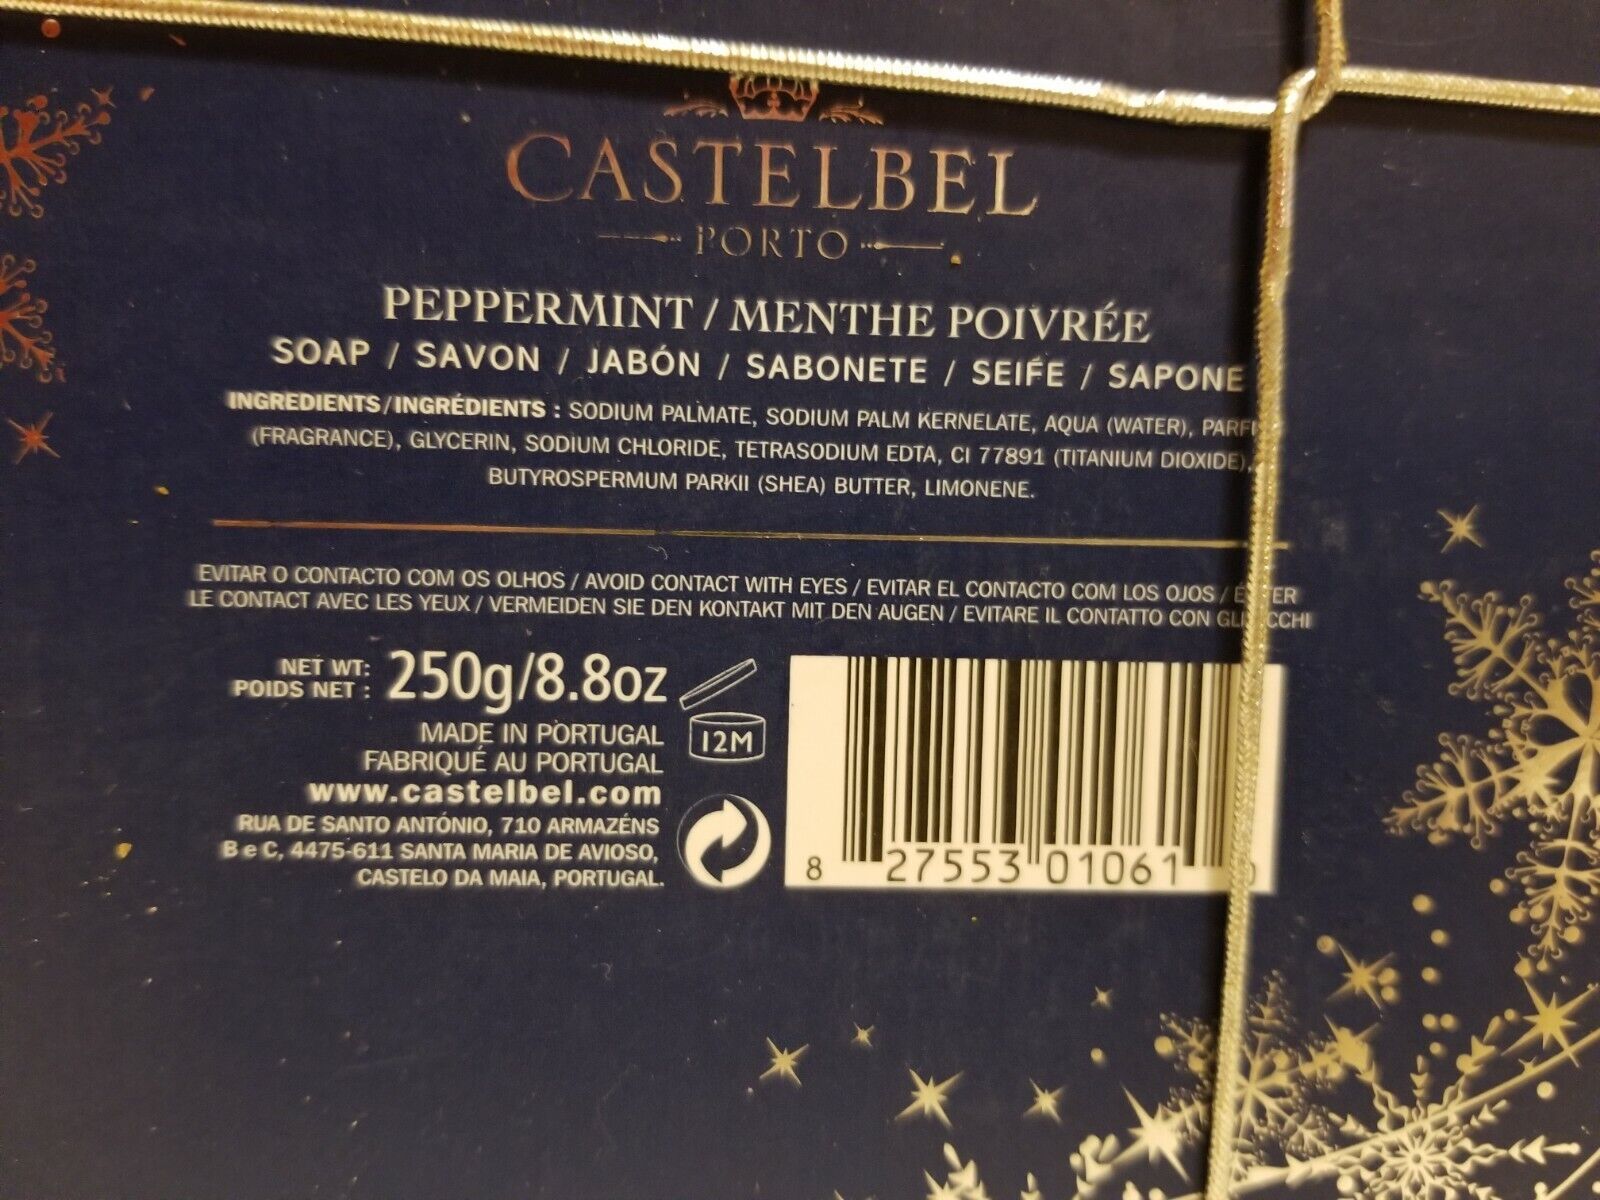 CASTELBEL
PORTO
PEPPERMINT / MENTHE POIVRÉE
SOAP / SAVON / JABÓN / SABONETE / SEIFE / SAPONE
INGREDIENTS/INGRÉDIENTS : SODIUM PALMATE, SODIUM PALM KERNELATE, AQUA (WATER),
(FRAGRANCE), GLYCERIN, SODIUM CHLORIDE, TETRASODIUM EDTA, CI 77891 (TITANIUM DIOXIDE),
BUTYROSPERMUM PARKII (SHEA) BUTTER, LIMONENE.
EVITAR O CONTACTO COM OS OLHOS / AVOID CONTACT WITH EYES / EVITAR EL CONTACTO COM LOS OJOS /
LE CONTACT AVEC LES YEUX / VERMEIDEN SIE DEN KONTAKT MIT DEN AUGEN / EVITARE IL CONTATTO CON
NET WT:
POIDS NET : 250g/8.8oz
MADE IN PORTUGAL
FABRIQUÉ AU PORTUGAL
12M
www.castelbel.com
RUA DE SANTO ANTÓNIO, 710 ARMAZÉNS
B e C, 4475-611 SANTA MARIA DE AVIOSO,
CASTELO DA MAIA, PORTUGAL.
8 27553 01061 0